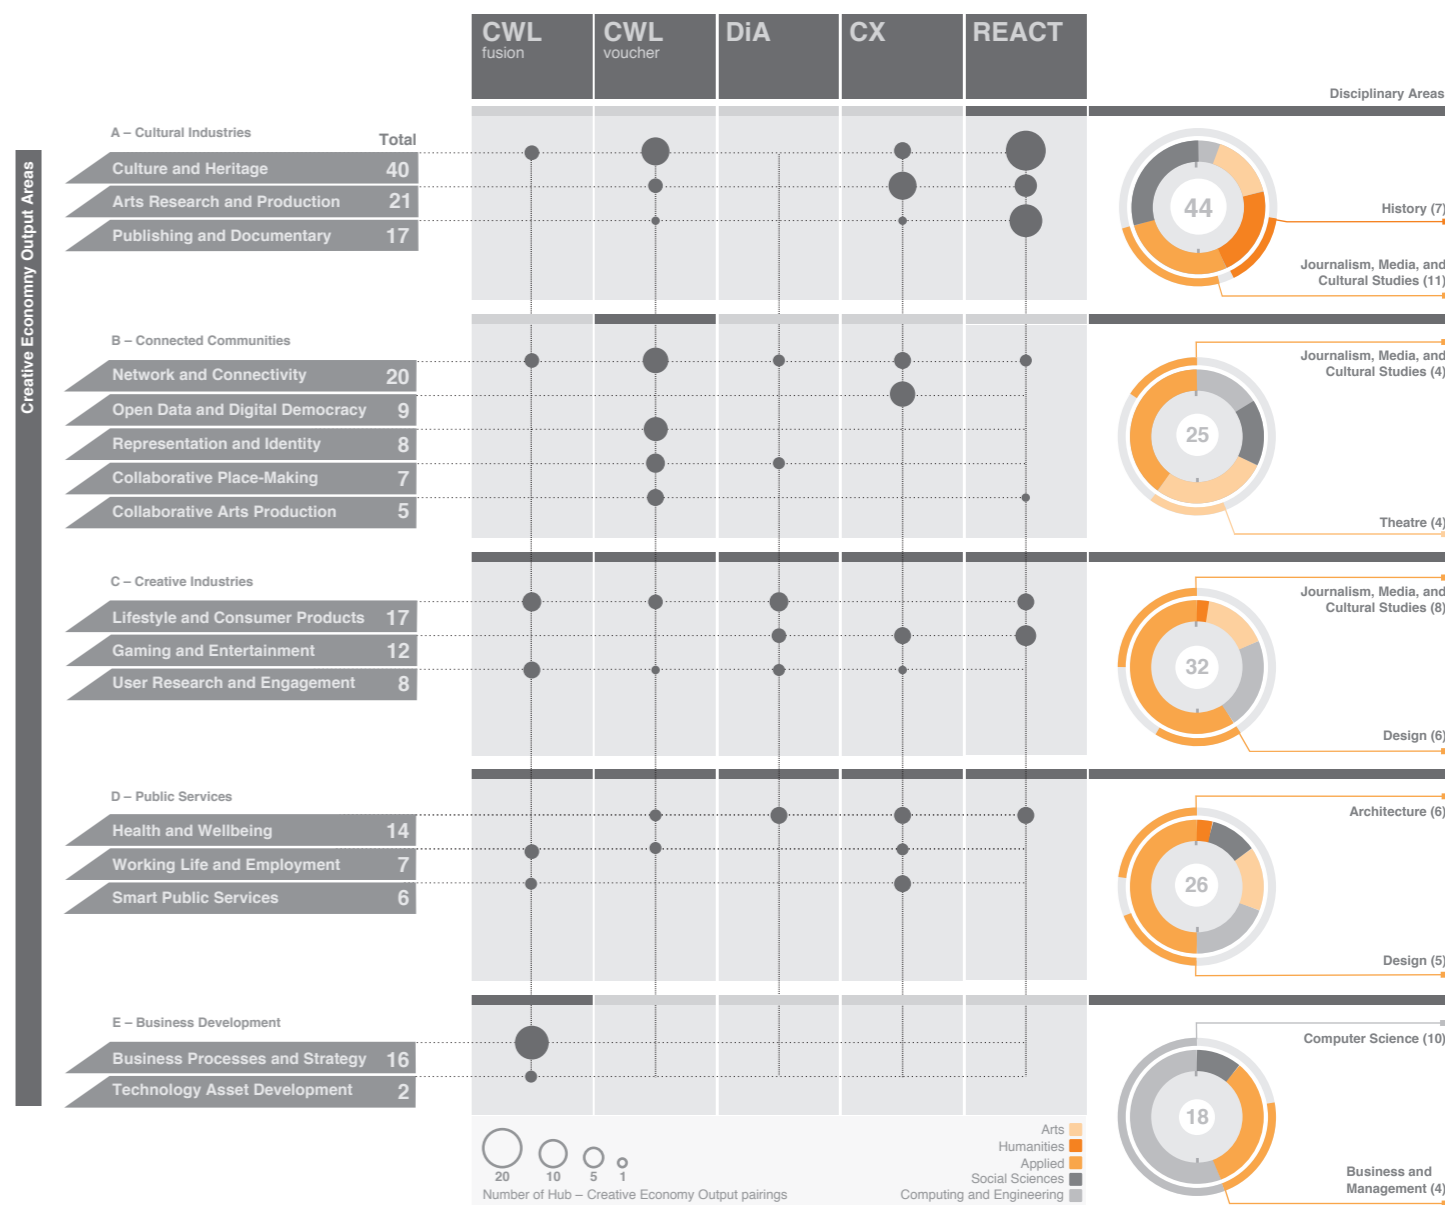 CWL
fusion
CWL
voucher
DiA
CX
REACT
Disciplinary Areas
Creative Economny Output Areas
A – Cultural Industries
Total
Culture and Heritage 40
Arts Research and Production 21
Publishing and Documentary 17
44
History (7)
Journalism, Media, and
Cultural Studies (11)
B – Connected Communities
Network and Connectivity 20
Open Data and Digital Democracy 9
Representation and Identity 8
Collaborative Place-Making 7
Collaborative Arts Production 5
Journalism, Media, and
Cultural Studies (4)
25
Theatre (4)
C – Creative Industries
Lifestyle and Consumer Products 17
Gaming and Entertainment 12
User Research and Engagement 8
Journalism, Media, and
Cultural Studies (8)
32
Design (6)
D – Public Services
Health and Wellbeing 14
Working Life and Employment 7
Smart Public Services 6
Architecture (6)
26
Design (5)
E – Business Development
Business Processes and Strategy 16
Technology Asset Development 2
Computer Science (10)
18
Business and
Management (4)
20 10 5 1
Number of Hub – Creative Economy Output pairings
Arts
Humanities
Applied
Social Sciences
Computing and Engineering